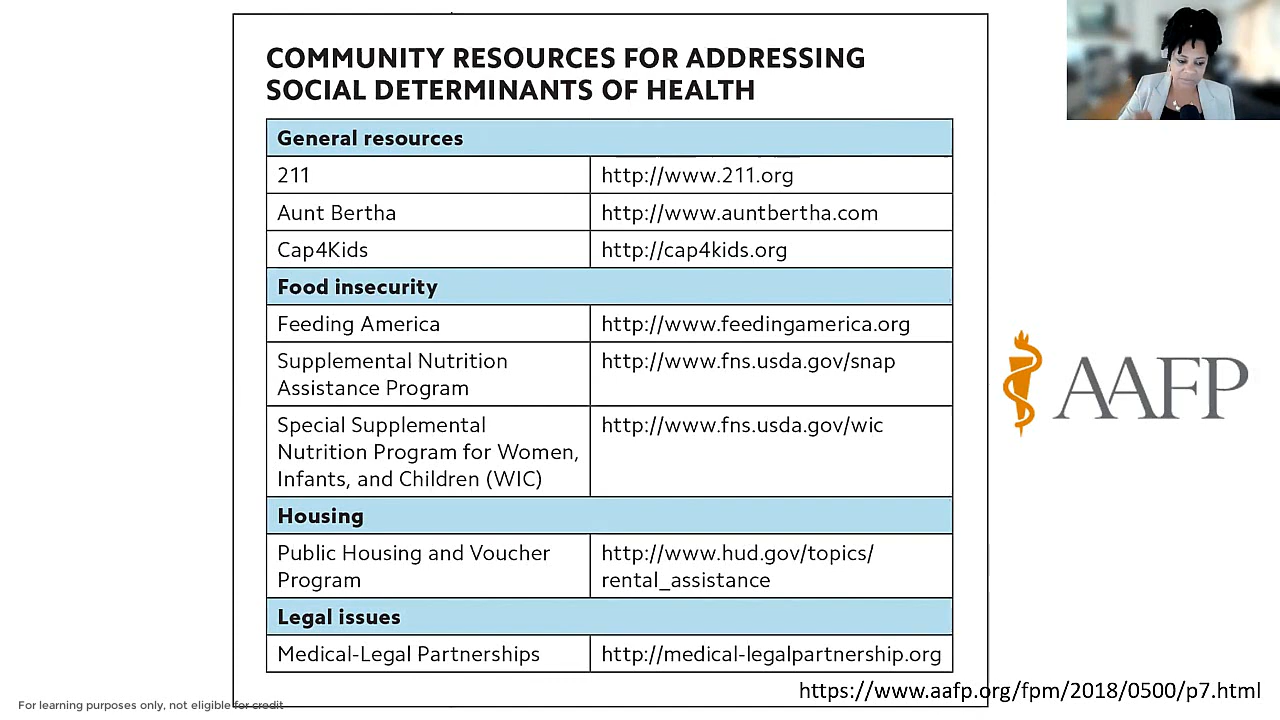 COMMUNITY RESOURCES FOR ADDRESSING
SOCIAL DETERMINANTS OF HEALTH
General resources
211 http://www.211.org
Aunt Bertha http://www.auntbertha.com
Cap4Kids http://cap4kids.org
Food insecurity
Feeding America http://www.feedingamerica.org
Supplemental Nutrition http://www.fns.usda.gov/snap
Assistance Program
Special Supplemental http://www.fns.usda.gov/wic
Nutrition Program for Women,
Infants, and Children (WIC)
Housing
Public Housing and Voucher http://www.hud.gov/topics/
Program rental_assistance
Legal issues
Medical-Legal Partnerships http://medical-legalpartnership.org
AAFP
https://www.aafp.org/fpm/2018/0500/p7.html
For learning purposes only, not eligible for credit